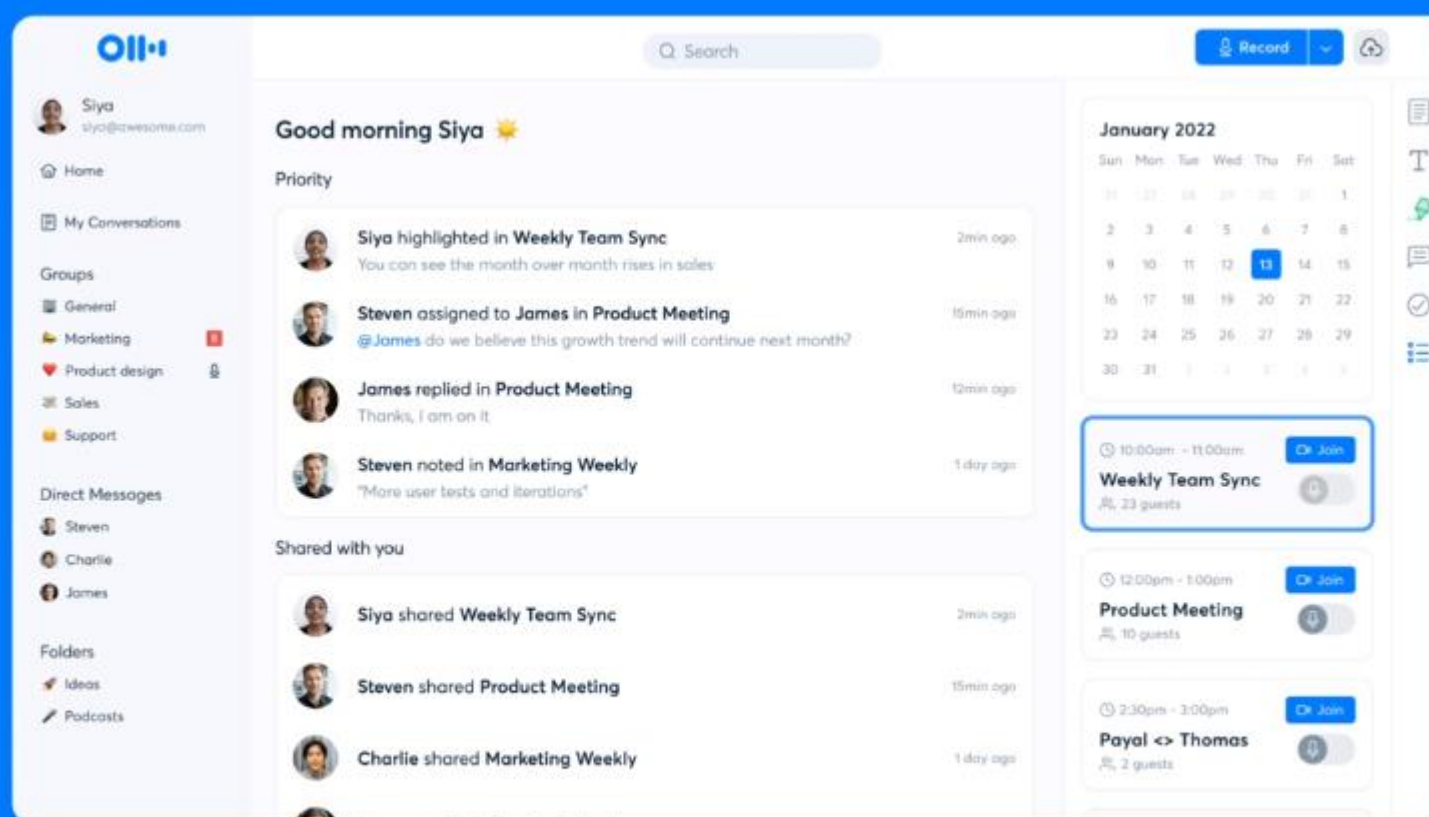 Search
Record
Siya
siya@awesome.com
Home
My Conversations
Groups
General
Marketing
Product design
Sales
Support
Direct Messages
Steven
Charlie
James
Folders
Ideas
Podcasts
Good morning Siya
Priority
Siya highlighted in Weekly Team Sync
2min ago
You can see the month over month rises in sales
Steven assigned to James in Product Meeting
15min ago
@James do we believe this growth trend will continue next month?
James replied in Product Meeting
12min ago
Thanks, I am on it
Steven noted in Marketing Weekly
1 day ago
"More user tests and iterations"
Shared with you
Siya shared Weekly Team Sync
2min ago
Steven shared Product Meeting
15min ago
Charlie shared Marketing Weekly
1 day ago
January 2022
Sun Mon Tue Wed Thu Fri Sat
1
2 3 4 5 6 7 8
9 10 11 12 13 14 15
16 17 18 19 20 21 22
23 24 25 26 27 28 29
30 31
10:00am - 11:00am
Join
Weekly Team Sync
23 guests
12:00pm - 1:00pm
Join
Product Meeting
10 guests
2:30pm - 3:00pm
Join
Payal <> Thomas
2 guests